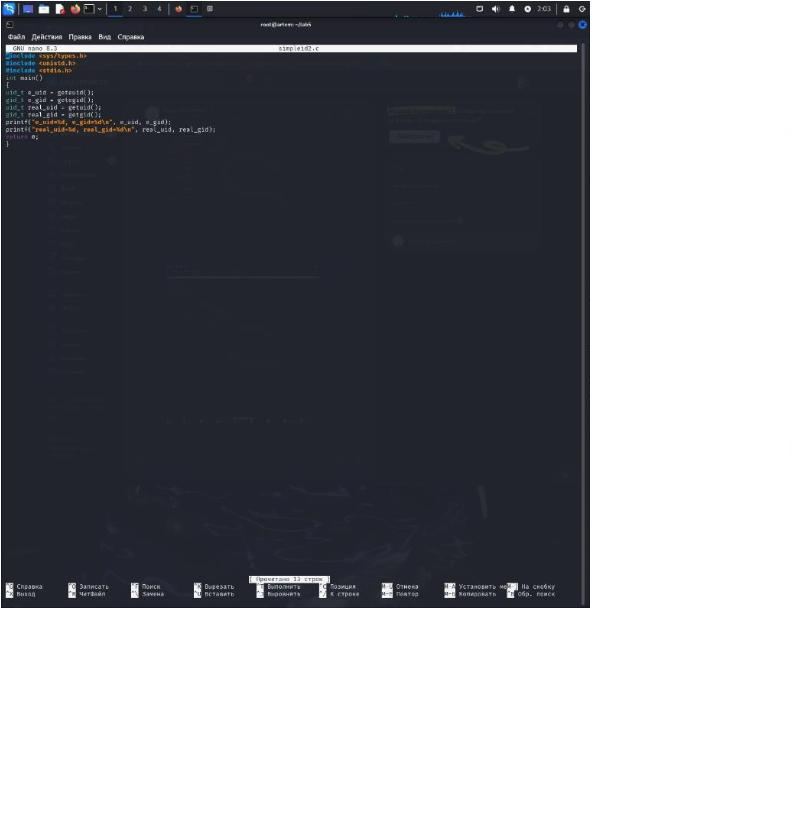 1 2 3 4 2:03
root@artem: ~/lab5
Файл Действия Правка Вид Справка
GNU nano 8.3 simpleid2.c
#include <sys/types.h>
#include <unistd.h>
#include <stdio.h>
int main()
{
uid_t e_uid = geteuid();
gid_t e_gid = getegid();
uid_t real_uid = getuid();
gid_t real_gid = getgid();
printf("e_uid=%d, e_gid=%d\n", e_uid, e_gid);
printf("real_uid=%d, real_gid=%d\n", real_uid, real_gid);
return 0;
}
[ Прочитано 13 строк ]
^G Справка ^O Записать ^F Поиск ^K Вырезать ^T Выполнить ^C Позиция M-U Отмена M-A Установить ме M-] На скобку
^X Выход ^R ЧитФайл ^\ Замена ^U Вставить ^J Выровнять ^/ К строке M-E Повтор M-6 Копировать ^B Обр. поиск